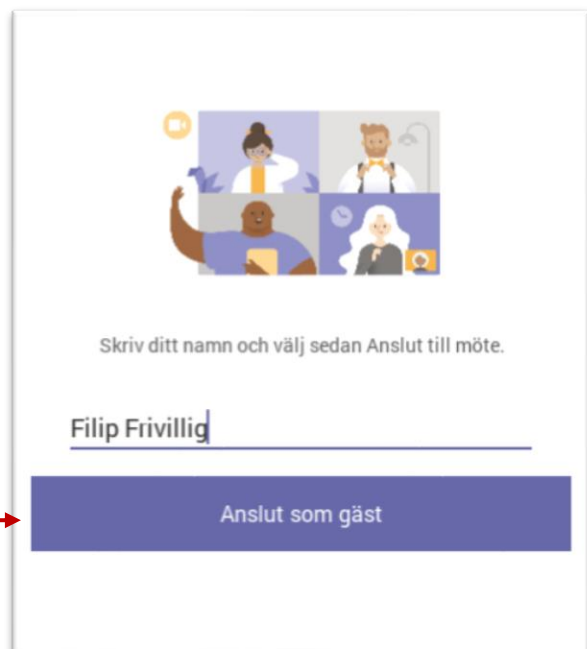 Skriv ditt namn och välj sedan Anslut till möte.
Filip Frivillig
Anslut som gäst